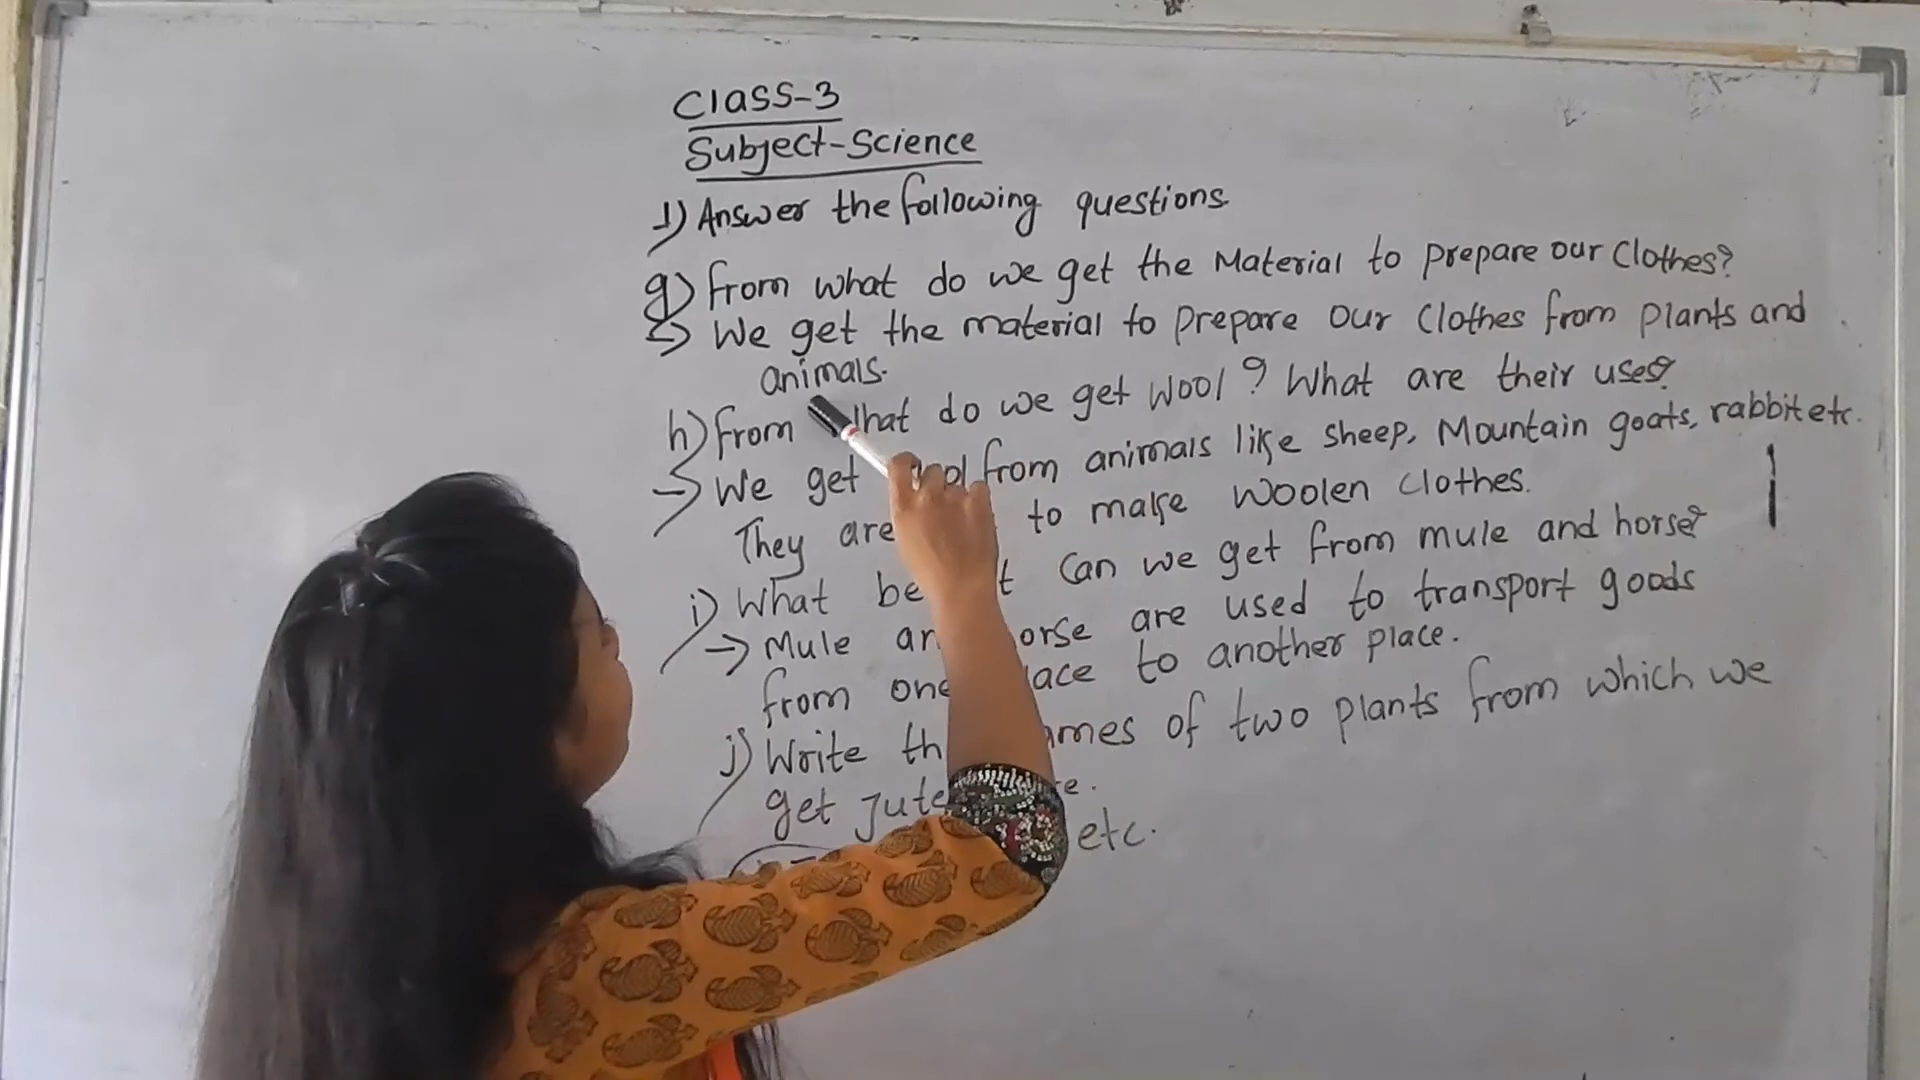 Class-3
Subject-Science
1) Answer the following questions.
g) From what do we get the Material to prepare our clothes?
→ We get the material to prepare our clothes from plants and
animals.
h) From what do we get wool? What are their uses?
→ We get wool from animals like sheep, Mountain goats, rabbit etc.
They are to make woolen clothes.
i) What can we get from mule and horse?
→ Mule and horse are used to transport goods
from one place to another place.
j) Write the names of two plants from which we
get jute
etc.